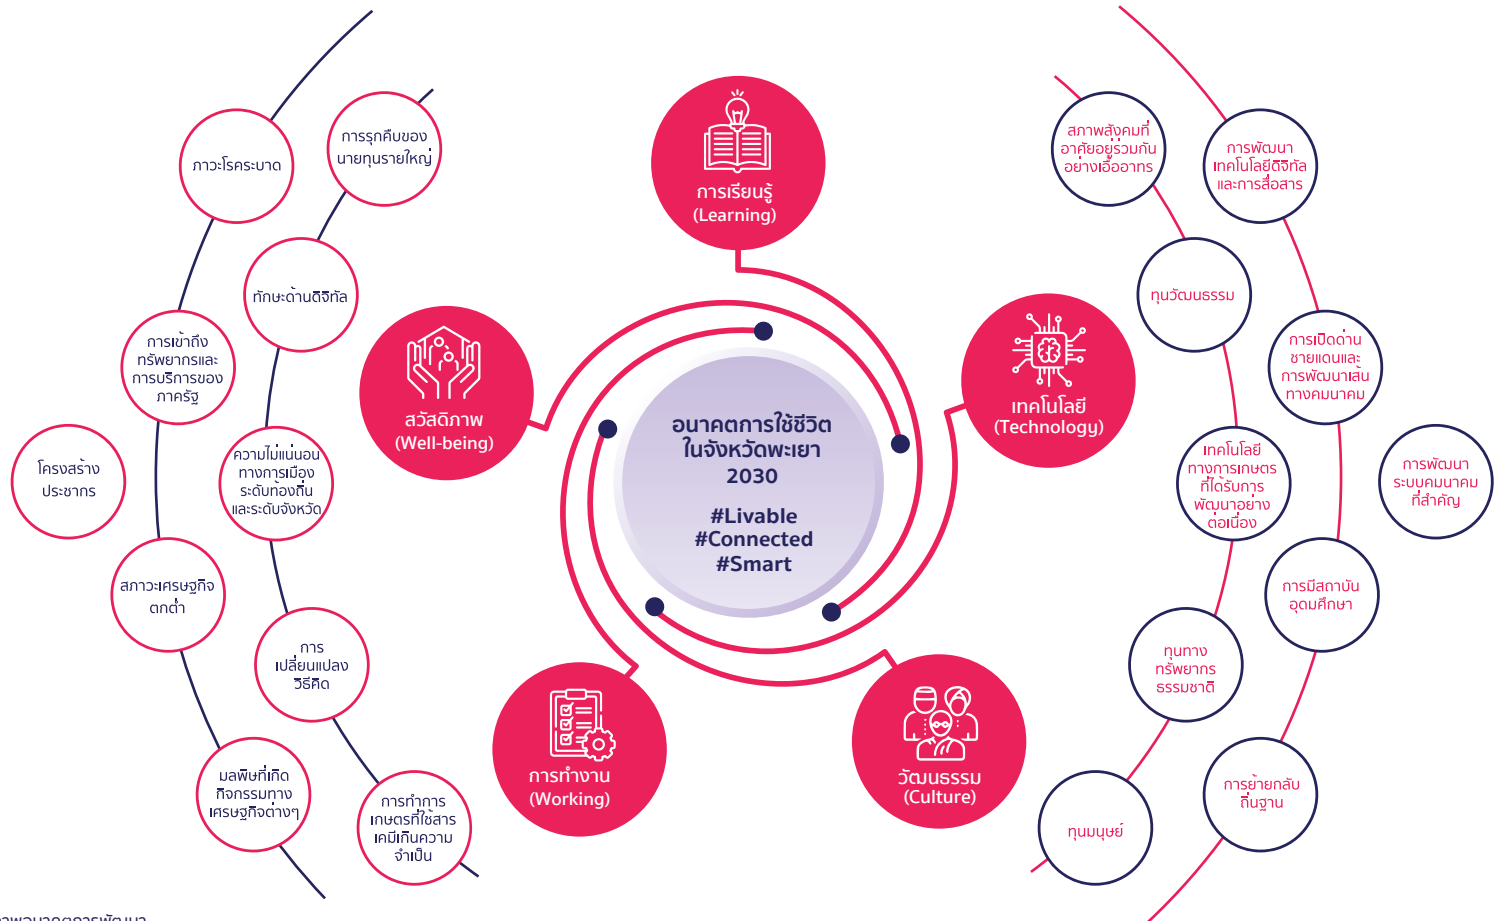 ภาวะโรคระบาด
การรุกคืบของ
นายทุนรายใหญ่
ทักษะด้านดิจิทัล
การเข้าถึง
ทรัพยากรและ
การบริการของ
ภาครัฐ
โครงสร้าง
ประชากร
ความไม่แน่นอน
ทางการเมือง
ระดับท้องถิ่น
และระดับจังหวัด
สภาวะเศรษฐกิจ
ตกต่ำ
การ
เปลี่ยนแปลง
วิธีคิด
มลพิษที่เกิด
กิจกรรมทาง
เศรษฐกิจต่างๆ
การทำการ
เกษตรที่ใช้สาร
เคมีเกินความ
จำเป็น
การเรียนรู้
(Learning)
สวัสดิภาพ
(Well-being)
เทคโนโลยี
(Technology)
อนาคตการใช้ชีวิต
ในจังหวัดพะเยา
2030
#Livable
#Connected
#Smart
การทำงาน
(Working)
วัฒนธรรม
(Culture)
สภาพสังคมที่
อาศัยอยู่ร่วมกัน
อย่างเอื้ออาทร
การพัฒนา
เทคโนโลยีดิจิทัล
และการสื่อสาร
ทุนวัฒนธรรม
การเปิดด่าน
ชายแดนและ
การพัฒนาเส้น
ทางคมนาคม
เทคโนโลยี
ทางการเกษตร
ที่ได้รับการ
พัฒนาอย่าง
ต่อเนื่อง
การพัฒนา
ระบบคมนาคม
ที่สำคัญ
การมีสถาบัน
อุดมศึกษา
ทุนทาง
ทรัพยากร
ธรรมชาติ
การย้ายกลับ
ถิ่นฐาน
ทุนมนุษย์